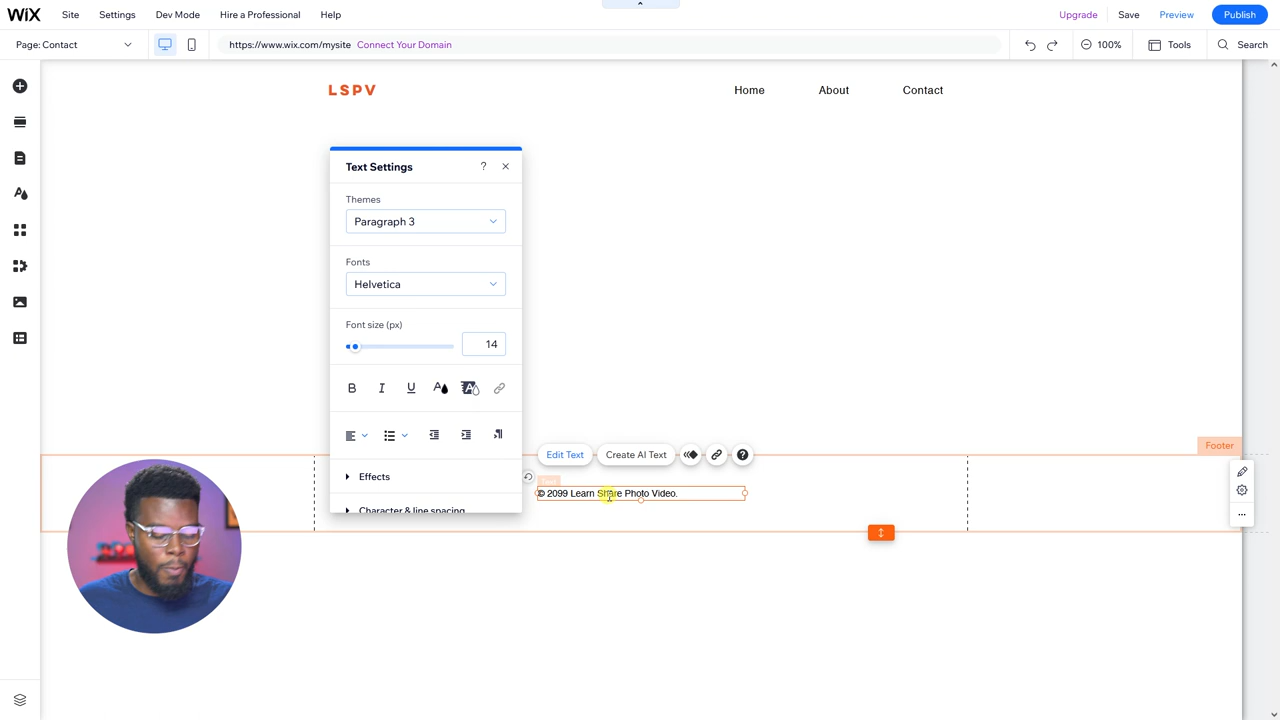 WiX Site Settings Dev Mode Hire a Professional Help Upgrade Save Preview Publish
Page: Contact https://www.wix.com/mysite Connect Your Domain 100% Tools Search
LSPV Home About Contact
Text Settings ?
Themes
Paragraph 3
Fonts
Helvetica
Font size (px)
14
B I U A A
Effects
Character & line spacing
Footer
Edit Text Create AI Text ?
Text
© 2099 Learn Share Photo Video.